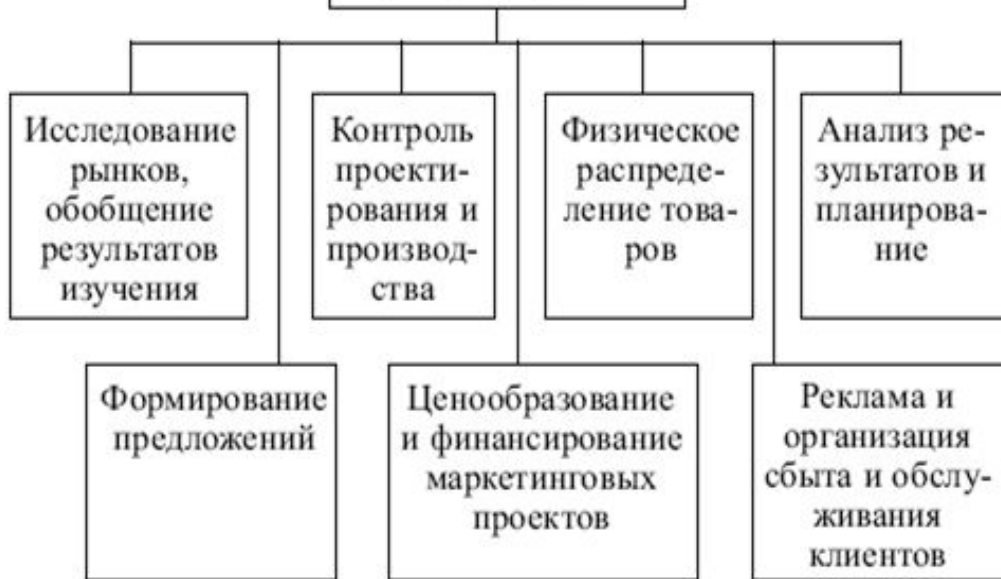 Исследование
рынков,
обобщение
результатов
изучения
Контроль
проекти-
рования и
производ-
ства
Физическое
распреде-
ление това-
ров
Анализ ре-
зультатов и
планирова-
ние
Формирование
предложений
Ценообразование
и финансирование
маркетинговых
проектов
Реклама и
организация
сбыта и обслу-
живания
клиентов